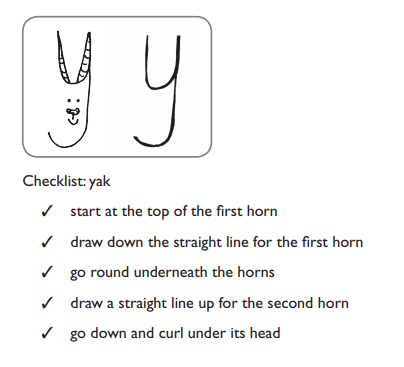 y
Checklist: yak
✓ start at the top of the first horn
✓ draw down the straight line for the first horn
✓ go round underneath the horns
✓ draw a straight line up for the second horn
✓ go down and curl under its head